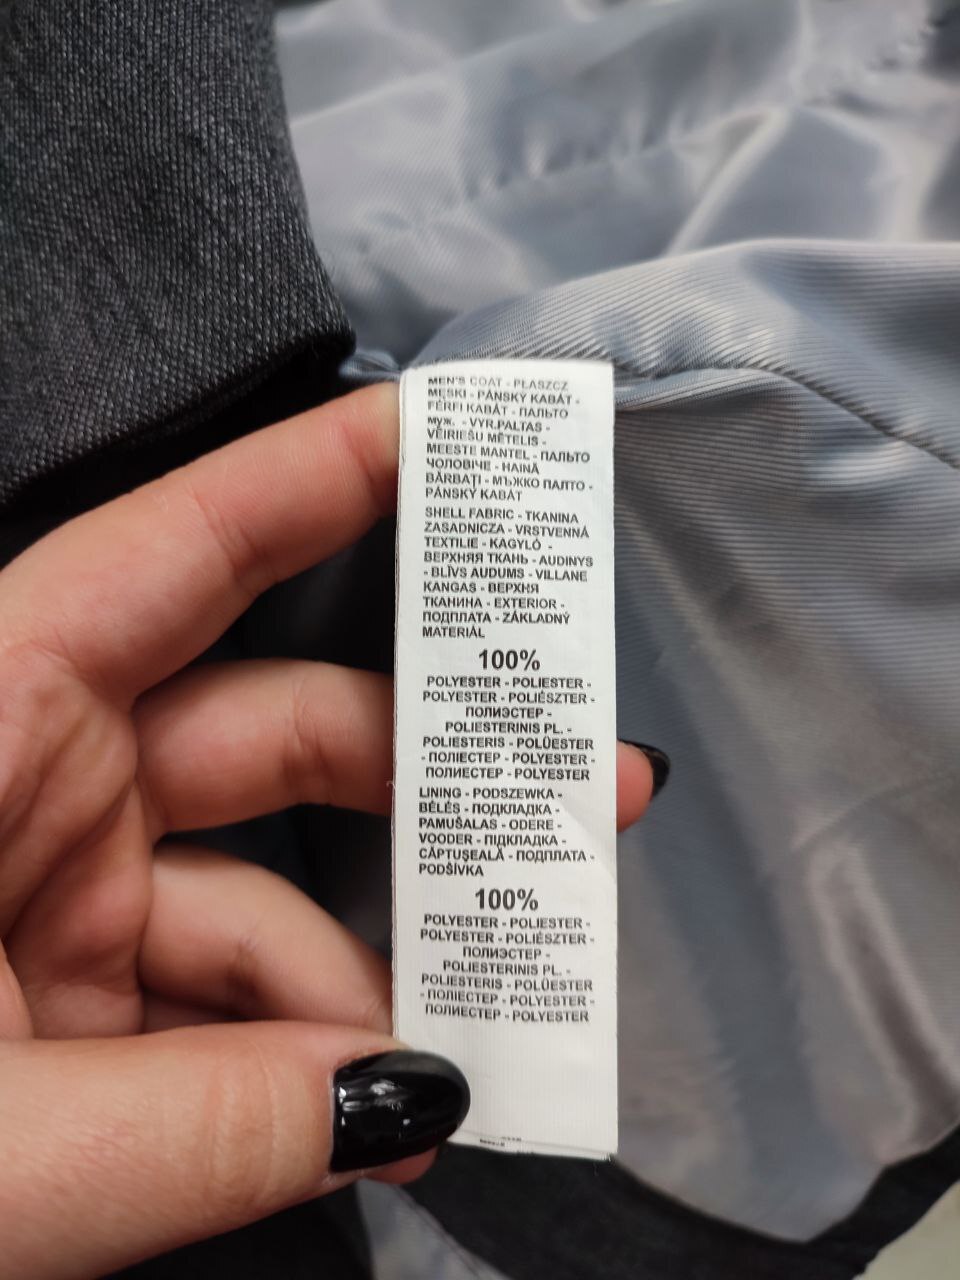 MEN'S COAT - PŁASZCZ
MĘSKI - PÁNSKÝ KABÁT -
FÉRFI KABÁT - ПАЛЬТО
муж. - VYR.PALTAS -
VĒIRIEŠU MĒTELIS -
MEESTE MANTEL - ПАЛЬТО
ЧОЛОВІЧЕ - HAINĂ
BĂRBAŢI - МЪЖКО ПАЛТО -
PÁNSKÝ KABÁT
SHELL FABRIC - TKANINA
ZASADNICZA - VRSTVENNÁ
TEXTILIE - KAGYLÓ -
ВЕРХНЯЯ ТКАНЬ - AUDINYS
- BLĪVS AUDUMS - VILLANE
KANGAS - ВЕРХНЯ
ТКАНИНА - EXTERIOR -
ПОДПЛАТА - ZÁKLADNÝ
MATERIÁL
100%
POLYESTER - POLIESTER -
POLYESTER - POLIÉSZTER -
ПОЛИЭСТЕР -
POLIESTERINIS PL. -
POLIESTERIS - POLÜESTER
- ПОЛІЕСТЕР - POLYESTER -
ПОЛИЕСТЕР - POLYESTER
LINING - PODSZEWKA -
BÉLÉS - ПОДКЛАДКА -
PAMUŠALAS - ODERE -
VOODER - ПІДКЛАДКА -
CĂPTUŞEALĂ - ПОДПЛАТА -
PODŠÍVKA
100%
POLYESTER - POLIESTER -
POLYESTER - POLIÉSZTER -
ПОЛИЭСТЕР -
POLIESTERINIS PL. -
POLIESTERIS - POLÜESTER
- ПОЛІЕСТЕР - POLYESTER -
ПОЛИЕСТЕР - POLYESTER